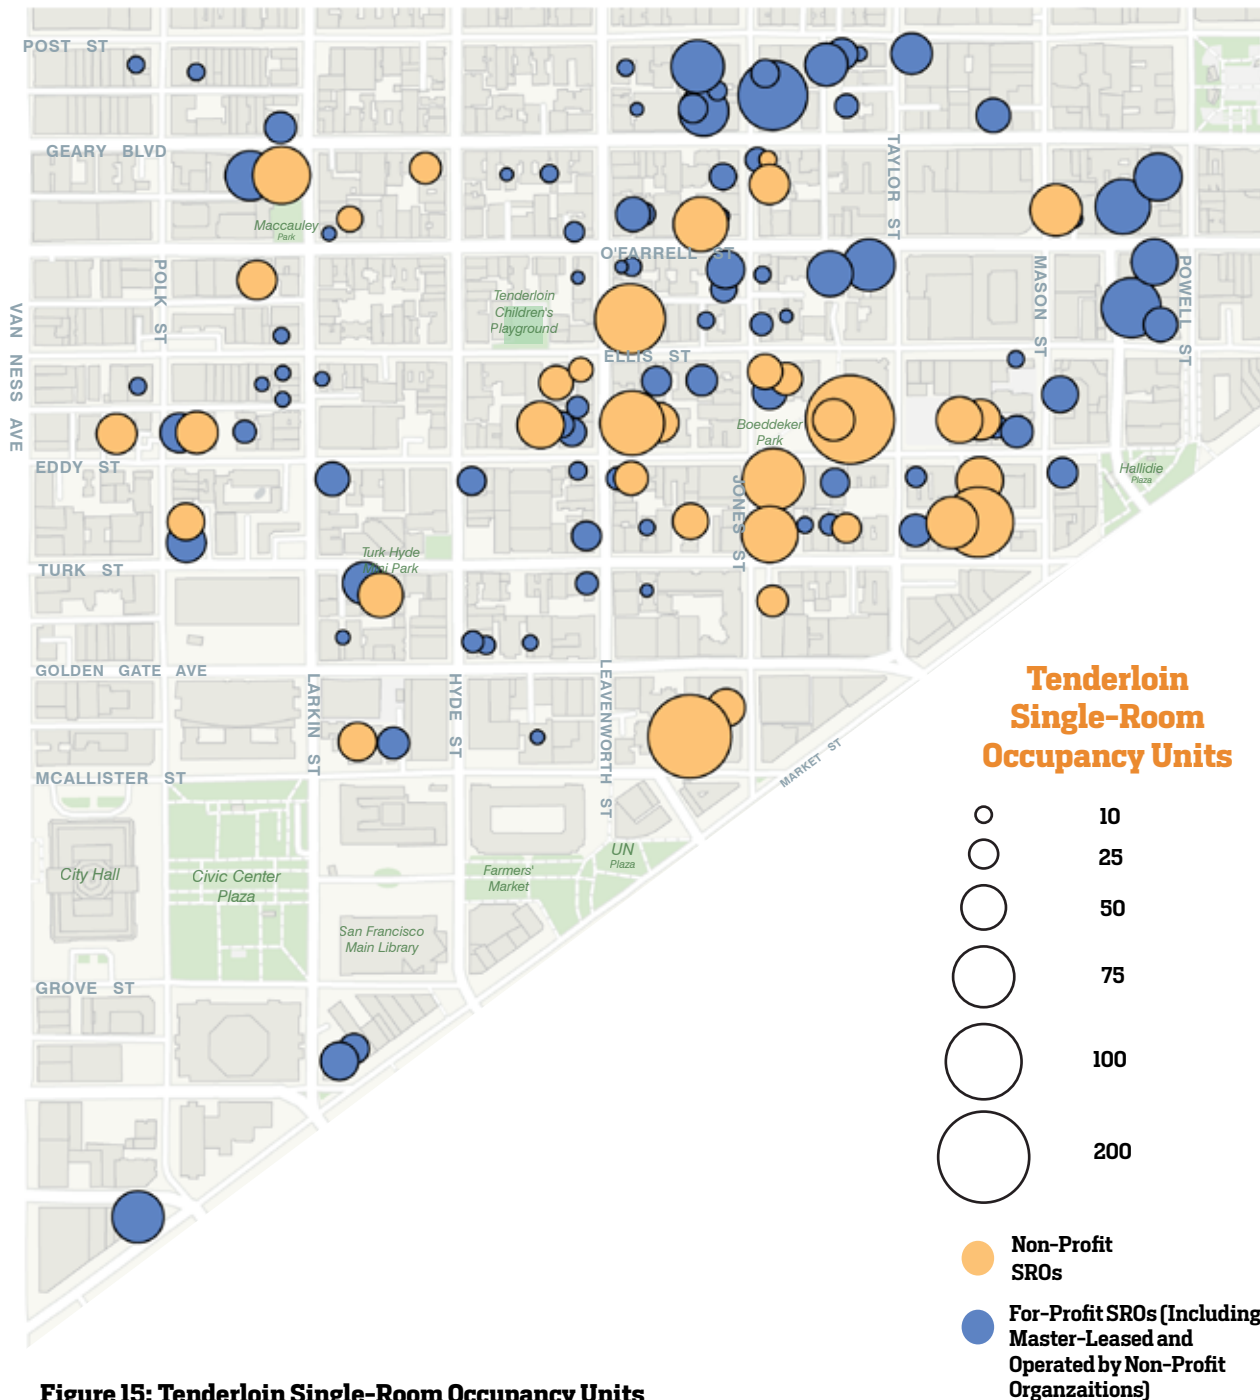 POST ST
GEARY BLVD
Maccauley
Park
TAYLOR ST
O'FARRELL ST
POLK ST
MASON ST
POWELL ST
Tenderloin
Children's
Playground
VAN NESS AVE
ELLIS ST
Boeddeker
Park
EDDY ST
Hallidie
Plaza
JONES ST
Turk Hyde
Mini Park
TURK ST
GOLDEN GATE AVE
LARKIN ST
HYDE ST
LEAVENWORTH ST
MARKET ST
MCALLISTER ST
City Hall
Civic Center
Plaza
UN
Plaza
Farmers'
Market
San Francisco
Main Library
GROVE ST
Tenderloin
Single-Room
Occupancy Units
10
25
50
75
100
200
Non-Profit
SROs
For-Profit SROs (Including
Master-Leased and
Operated by Non-Profit
Organzaitions)
Figure 15: Tenderloin Single-Room Occupancy Units